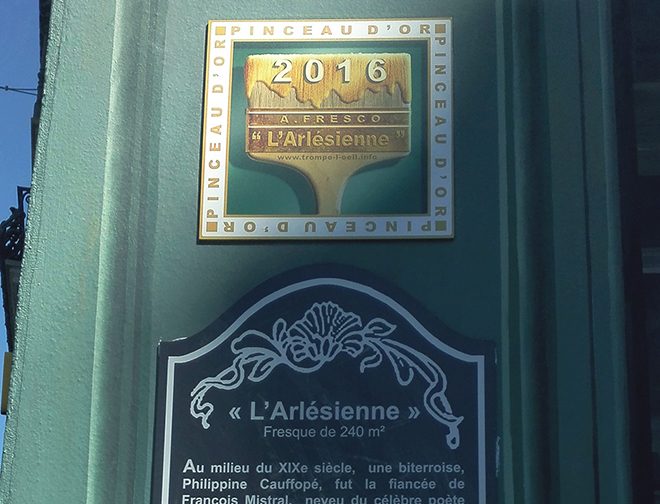 PINCEAU D'OR
PINCEAU D'OR
PINCEAU D'OR
PINCEAU D'OR
2016
A.FRESCO
“ L'Arlésienne ”
www.trompe-l-oeil.info
« L'Arlésienne »
Fresque de 240 m²
Au milieu du XIXe siècle, une biterroise,
Philippine Cauffopé, fut la fiancée de
François Mistral, neveu du célèbre poète